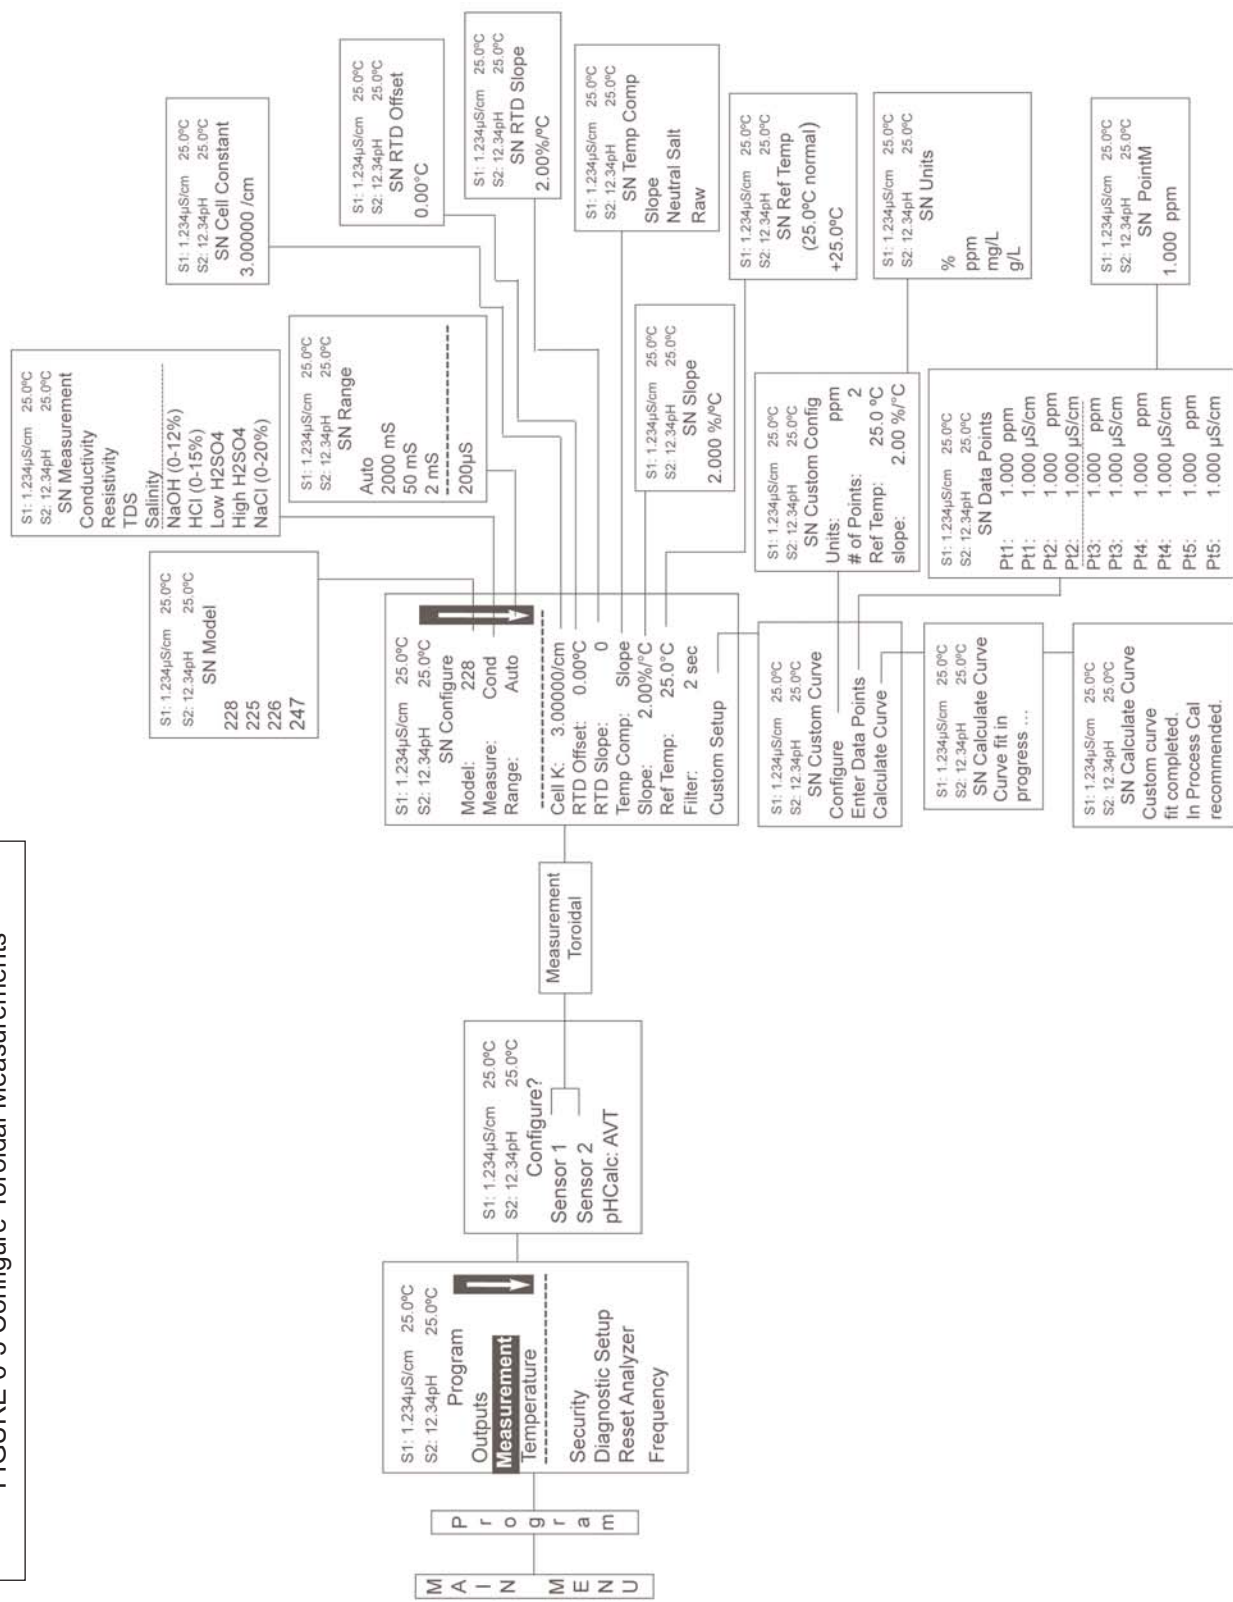 FIGURE 6-5 Configure Toroidal Measurements
MAIN MENU
Program
S1: 1.234µS/cm 25.0ºC
S2: 12.34pH 25.0ºC
Program
Outputs
Measurement
Temperature
Security
Diagnostic Setup
Reset Analyzer
Frequency
S1: 1.234µS/cm 25.0ºC
S2: 12.34pH 25.0ºC
Configure?
Sensor 1
Sensor 2
pHCalc: AVT
Measurement
Toroidal
S1: 1.234µS/cm 25.0ºC
S2: 12.34pH 25.0ºC
SN Configure
Model: 228
Measure: Cond
Range: Auto
Cell K: 3.00000/cm
RTD Offset: 0.00ºC
RTD Slope: 0
Temp Comp: Slope
Slope: 2.00%/°C
Ref Temp: 25.0°C
Filter: 2 sec
Custom Setup
S1: 1.234µS/cm 25.0ºC
S2: 12.34pH 25.0ºC
SN Model
228
225
226
247
S1: 1.234µS/cm 25.0ºC
S2: 12.34pH 25.0ºC
SN Measurement
Conductivity
Resistivity
TDS
Salinity
NaOH (0-12%)
HCl (0-15%)
Low H2SO4
High H2SO4
NaCl (0-20%)
S1: 1.234µS/cm 25.0ºC
S2: 12.34pH 25.0ºC
SN Range
Auto
2000 mS
50 mS
2 mS
200µS
S1: 1.234µS/cm 25.0ºC
S2: 12.34pH 25.0ºC
SN Cell Constant
3.00000 /cm
S1: 1.234µS/cm 25.0ºC
S2: 12.34pH 25.0ºC
SN RTD Offset
0.00°C
S1: 1.234µS/cm 25.0ºC
S2: 12.34pH 25.0ºC
SN RTD Slope
2.00%/ºC
S1: 1.234µS/cm 25.0ºC
S2: 12.34pH 25.0ºC
SN Temp Comp
Slope
Neutral Salt
Raw
S1: 1.234µS/cm 25.0ºC
S2: 12.34pH 25.0ºC
SN Slope
2.000 %/ºC
S1: 1.234µS/cm 25.0ºC
S2: 12.34pH 25.0ºC
SN Ref Temp
(25.0ºC normal)
+25.0ºC
S1: 1.234µS/cm 25.0ºC
S2: 12.34pH 25.0ºC
SN Custom Curve
Configure
Enter Data Points
Calculate Curve
S1: 1.234µS/cm 25.0ºC
S2: 12.34pH 25.0ºC
SN Custom Config
Units: ppm
# of Points: 2
Ref Temp: 25.0 ºC
slope: 2.00 %/°C
S1: 1.234µS/cm 25.0ºC
S2: 12.34pH 25.0ºC
SN Units
%
ppm
mg/L
g/L
S1: 1.234µS/cm 25.0ºC
S2: 12.34pH 25.0ºC
SN Data Points
Pt1: 1.000 ppm
Pt1: 1.000 µS/cm
Pt2: 1.000 ppm
Pt2: 1.000 µS/cm
Pt3: 1.000 ppm
Pt3: 1.000 µS/cm
Pt4: 1.000 ppm
Pt4: 1.000 µS/cm
Pt5: 1.000 ppm
Pt5: 1.000 µS/cm
S1: 1.234µS/cm 25.0ºC
S2: 12.34pH 25.0ºC
SN PointM
1.000 ppm
S1: 1.234µS/cm 25.0ºC
S2: 12.34pH 25.0ºC
SN Calculate Curve
Curve fit in
progress ...
S1: 1.234µS/cm 25.0ºC
S2: 12.34pH 25.0ºC
SN Calculate Curve
Custom curve
fit completed.
In Process Cal
recommended.